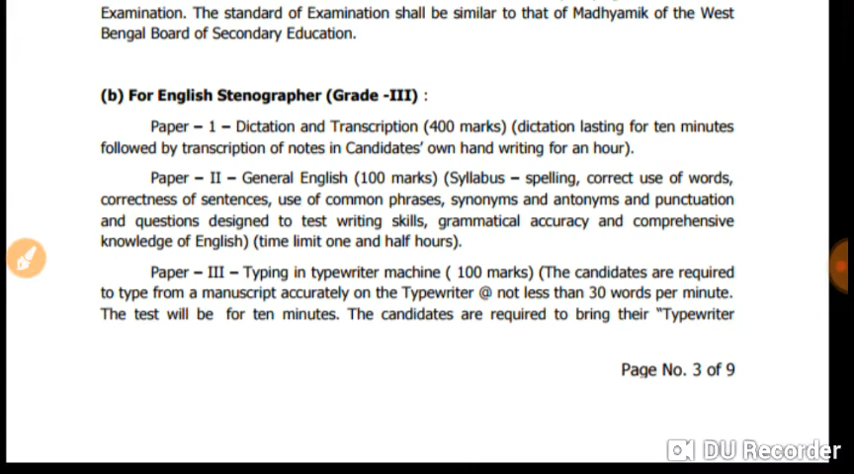 Examination. The standard of Examination shall be similar to that of Madhyamik of the West
Bengal Board of Secondary Education.
(b) For English Stenographer (Grade -III) :
Paper – 1 – Dictation and Transcription (400 marks) (dictation lasting for ten minutes
followed by transcription of notes in Candidates' own hand writing for an hour).
Paper – II – General English (100 marks) (Syllabus – spelling, correct use of words,
correctness of sentences, use of common phrases, synonyms and antonyms and punctuation
and questions designed to test writing skills, grammatical accuracy and comprehensive
knowledge of English) (time limit one and half hours).
Paper – III – Typing in typewriter machine ( 100 marks) (The candidates are required
to type from a manuscript accurately on the Typewriter @ not less than 30 words per minute.
The test will be for ten minutes. The candidates are required to bring their "Typewriter
Page No. 3 of 9
DU Recorder